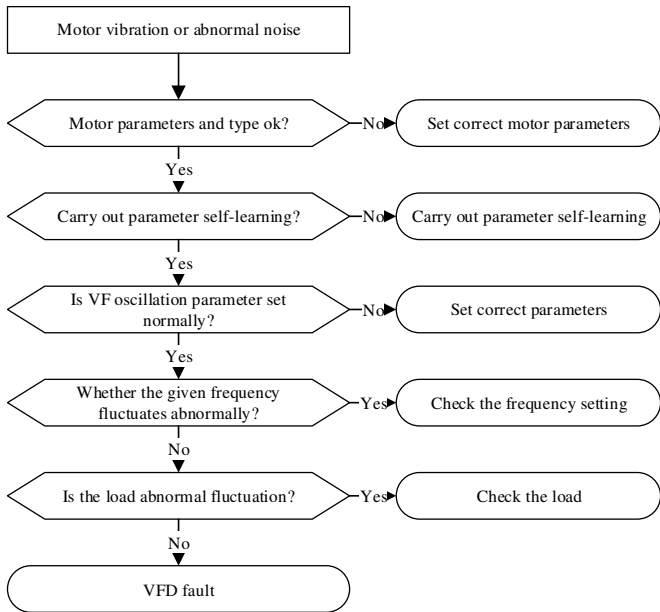 Motor vibration or abnormal noise
Motor parameters and type ok?
No
Set correct motor parameters
Yes
Carry out parameter self-learning?
No
Carry out parameter self-learning
Yes
Is VF oscillation parameter set
normally?
No
Set correct parameters
Yes
Whether the given frequency
fluctuates abnormally?
Yes
Check the frequency setting
No
Is the load abnormal fluctuation?
Yes
Check the load
No
VFD fault